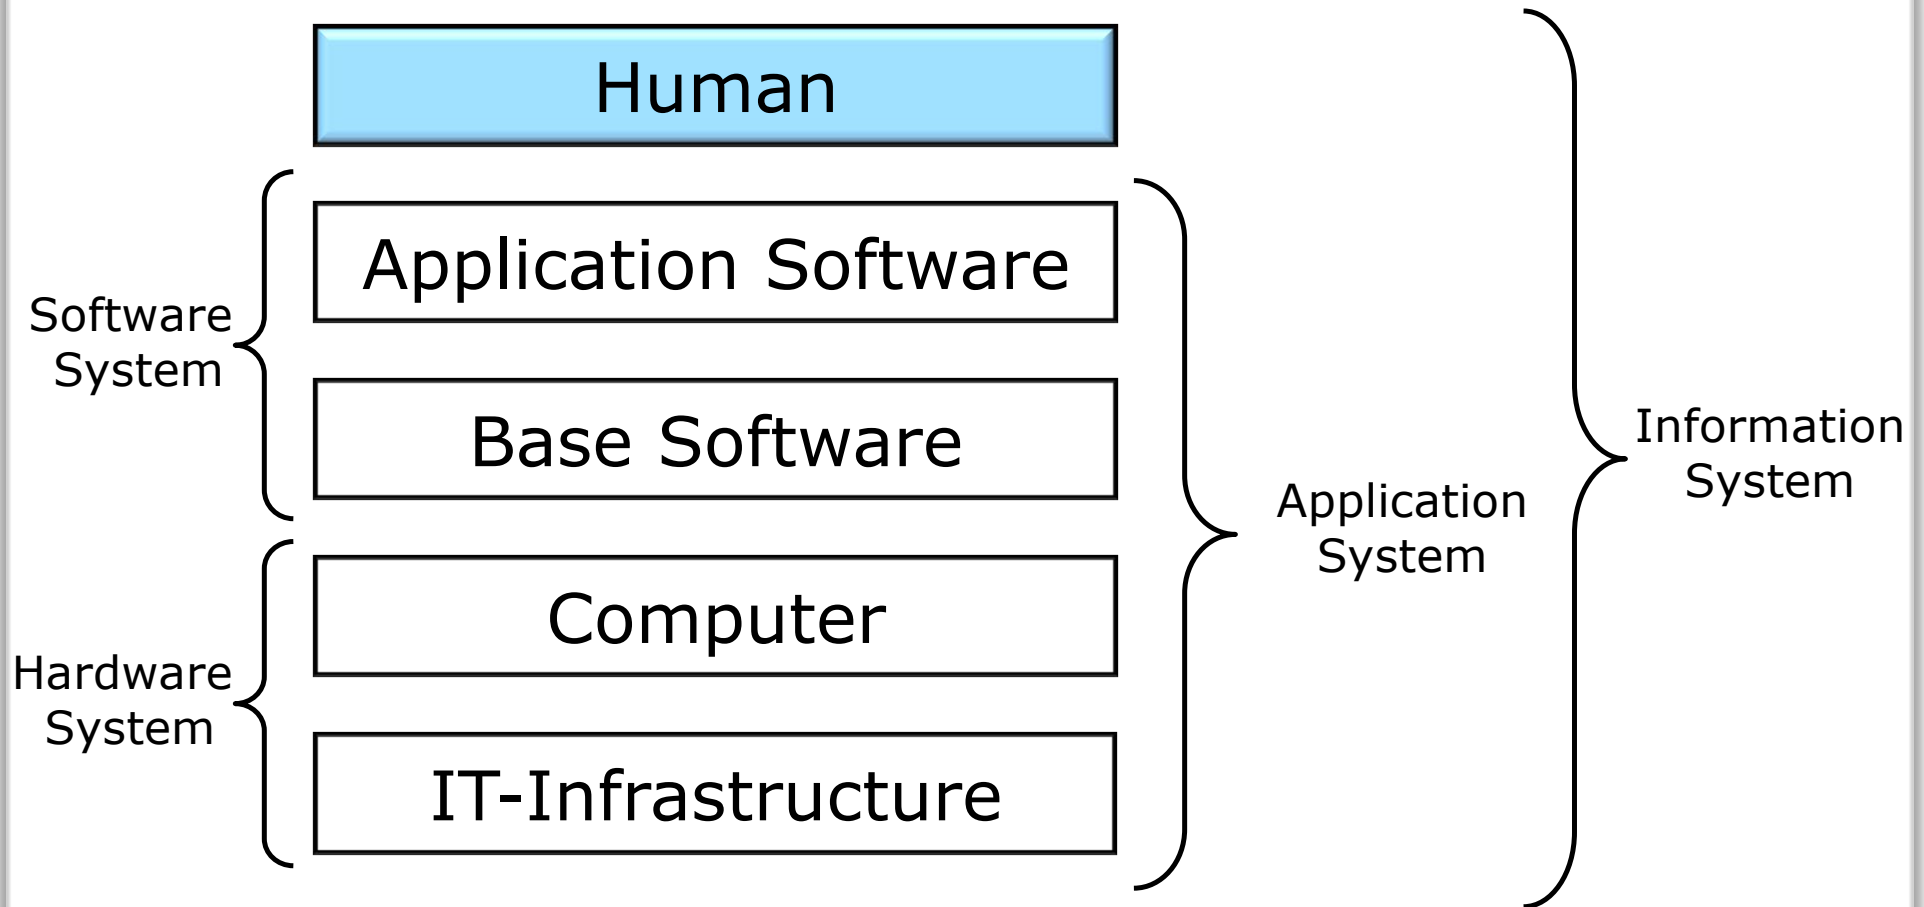 Human
Application Software
Software
System
Base Software
Information
System
Application
System
Computer
Hardware
System
IT-Infrastructure